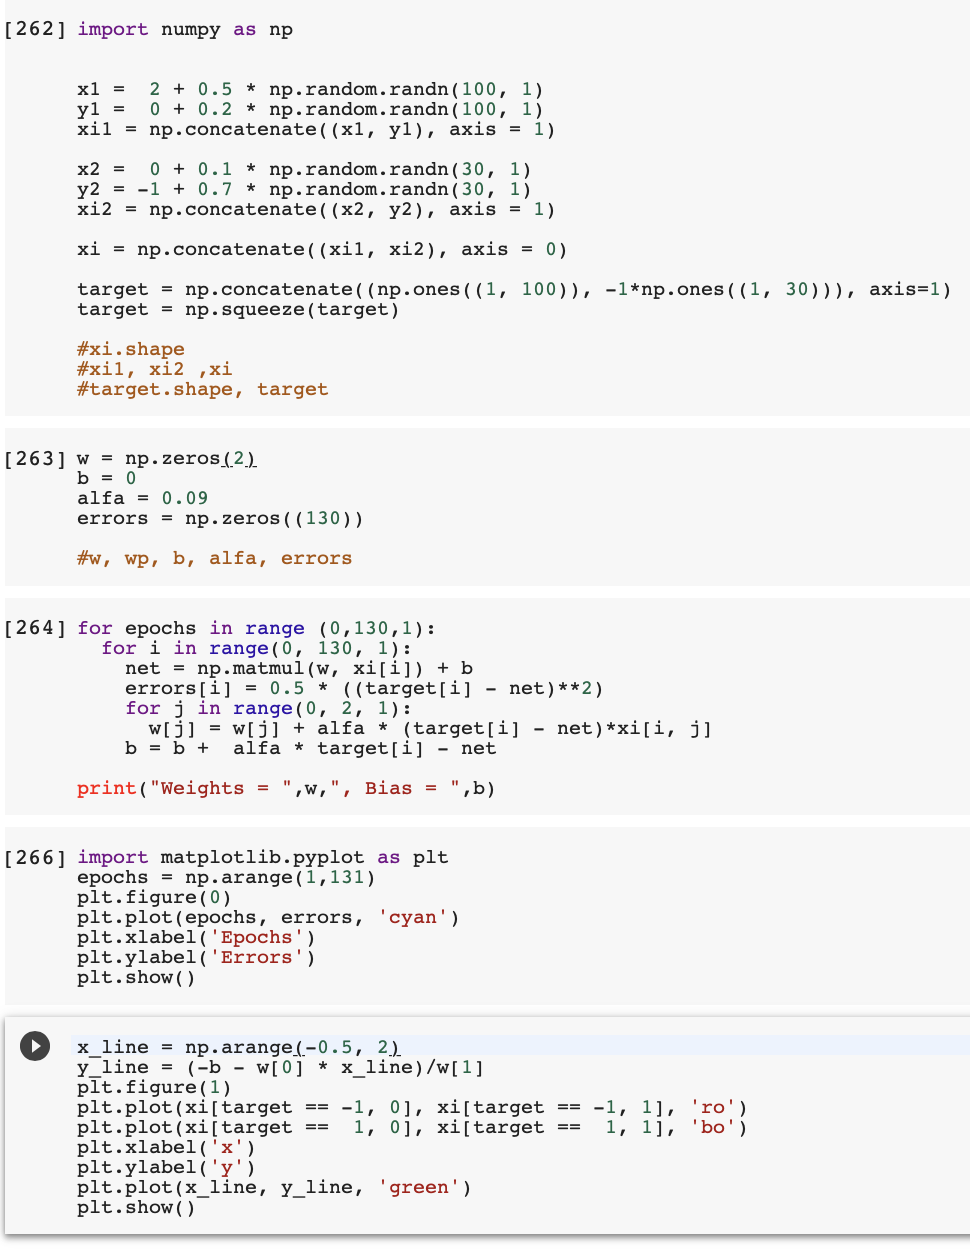 [262] import numpy as np
x1 =  2 + 0.5 * np.random.randn(100, 1)
y1 =  0 + 0.2 * np.random.randn(100, 1)
xi1 = np.concatenate((x1, y1), axis = 1)
x2 =  0 + 0.1 * np.random.randn(30, 1)
y2 = -1 + 0.7 * np.random.randn(30, 1)
xi2 = np.concatenate((x2, y2), axis = 1)
xi = np.concatenate((xi1, xi2), axis = 0)
target = np.concatenate((np.ones((1, 100)), -1*np.ones((1, 30))), axis=1)
target = np.squeeze(target)
#xi.shape
#xi1, xi2 ,xi
#target.shape, target
[263] w = np.zeros(2)
b = 0
alfa = 0.09
errors = np.zeros((130))
#w, wp, b, alfa, errors
[264] for epochs in range (0,130,1):
  for i in range(0, 130, 1):
    net = np.matmul(w, xi[i]) + b
    errors[i] = 0.5 * ((target[i] - net)**2)
    for j in range(0, 2, 1):
      w[j] = w[j] + alfa * (target[i] - net)*xi[i, j]
    b = b +  alfa * target[i] - net
print("Weights = ",w,", Bias = ",b)
[266] import matplotlib.pyplot as plt
epochs = np.arange(1,131)
plt.figure(0)
plt.plot(epochs, errors, 'cyan')
plt.xlabel('Epochs')
plt.ylabel('Errors')
plt.show()
x_line = np.arange(-0.5, 2)
y_line = (-b - w[0] * x_line)/w[1]
plt.figure(1)
plt.plot(xi[target == -1, 0], xi[target == -1, 1], 'ro')
plt.plot(xi[target ==  1, 0], xi[target ==  1, 1], 'bo')
plt.xlabel('x')
plt.ylabel('y')
plt.plot(x_line, y_line, 'green')
plt.show()